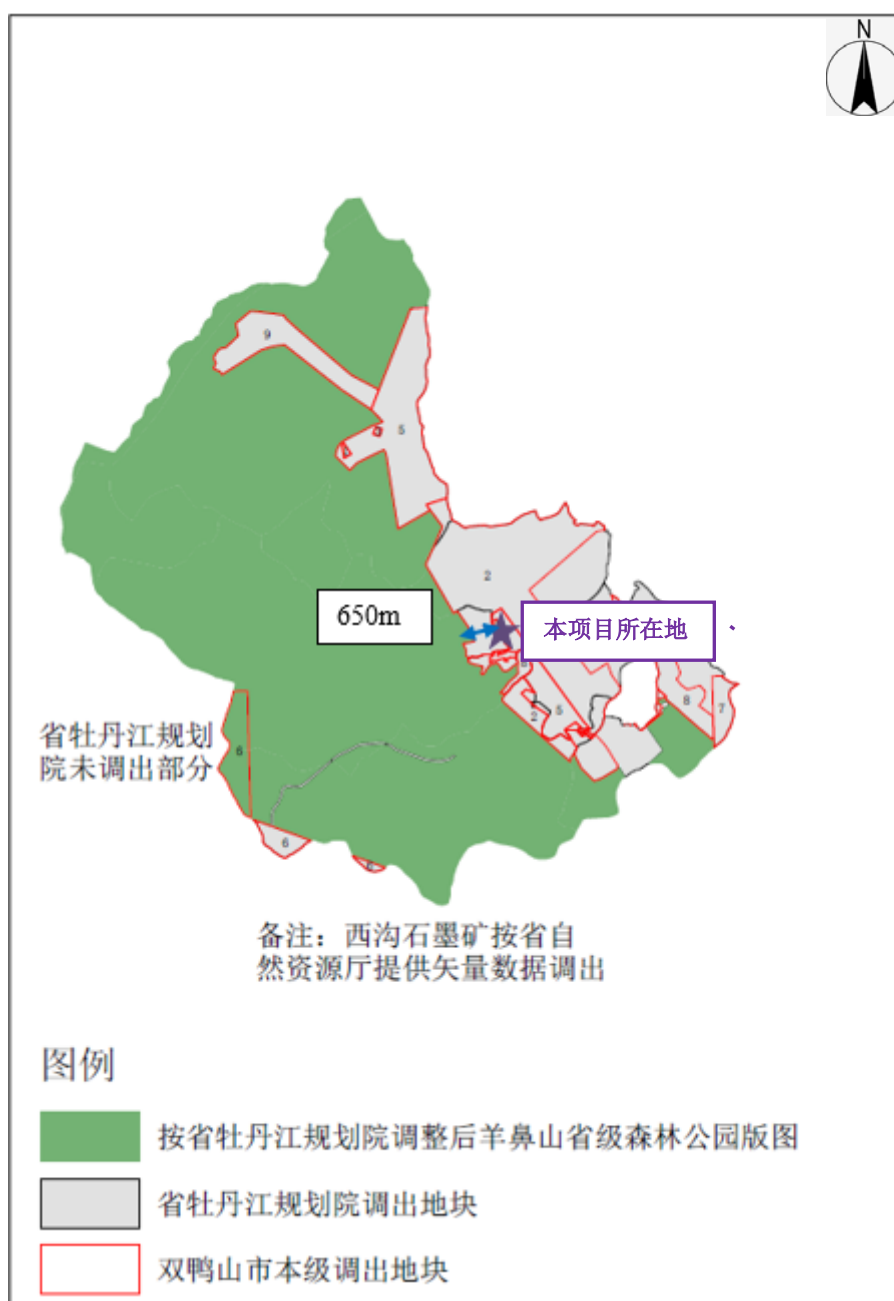 N
9
5
2
650m
本项目所在地
、
8
5
2
8
7
省牡丹江规划
院未调出部分
6
6
备注：西沟石墨矿按省自
然资源厅提供矢量数据调出
图例
按省牡丹江规划院调整后羊鼻山省级森林公园版图
省牡丹江规划院调出地块
双鸭山市本级调出地块